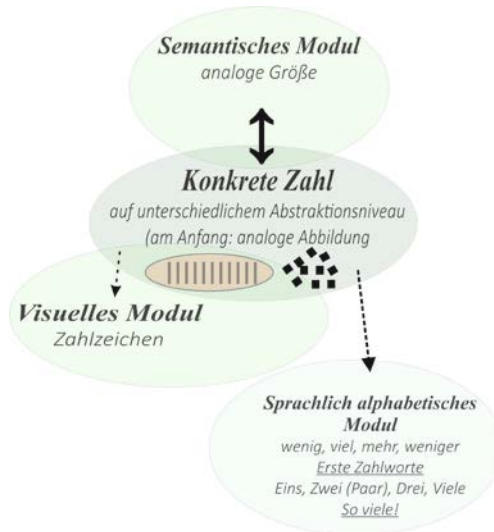 Semantisches Modul
analoge Größe
Konkrete Zahl
auf unterschiedlichem Abstraktionsniveau
(am Anfang: analoge Abbildung
Visuelles Modul
Zahlzeichen
Sprachlich alphabetisches
Modul
wenig, viel, mehr, weniger
Erste Zahlworte
Eins, Zwei (Paar), Drei, Viele
So viele!